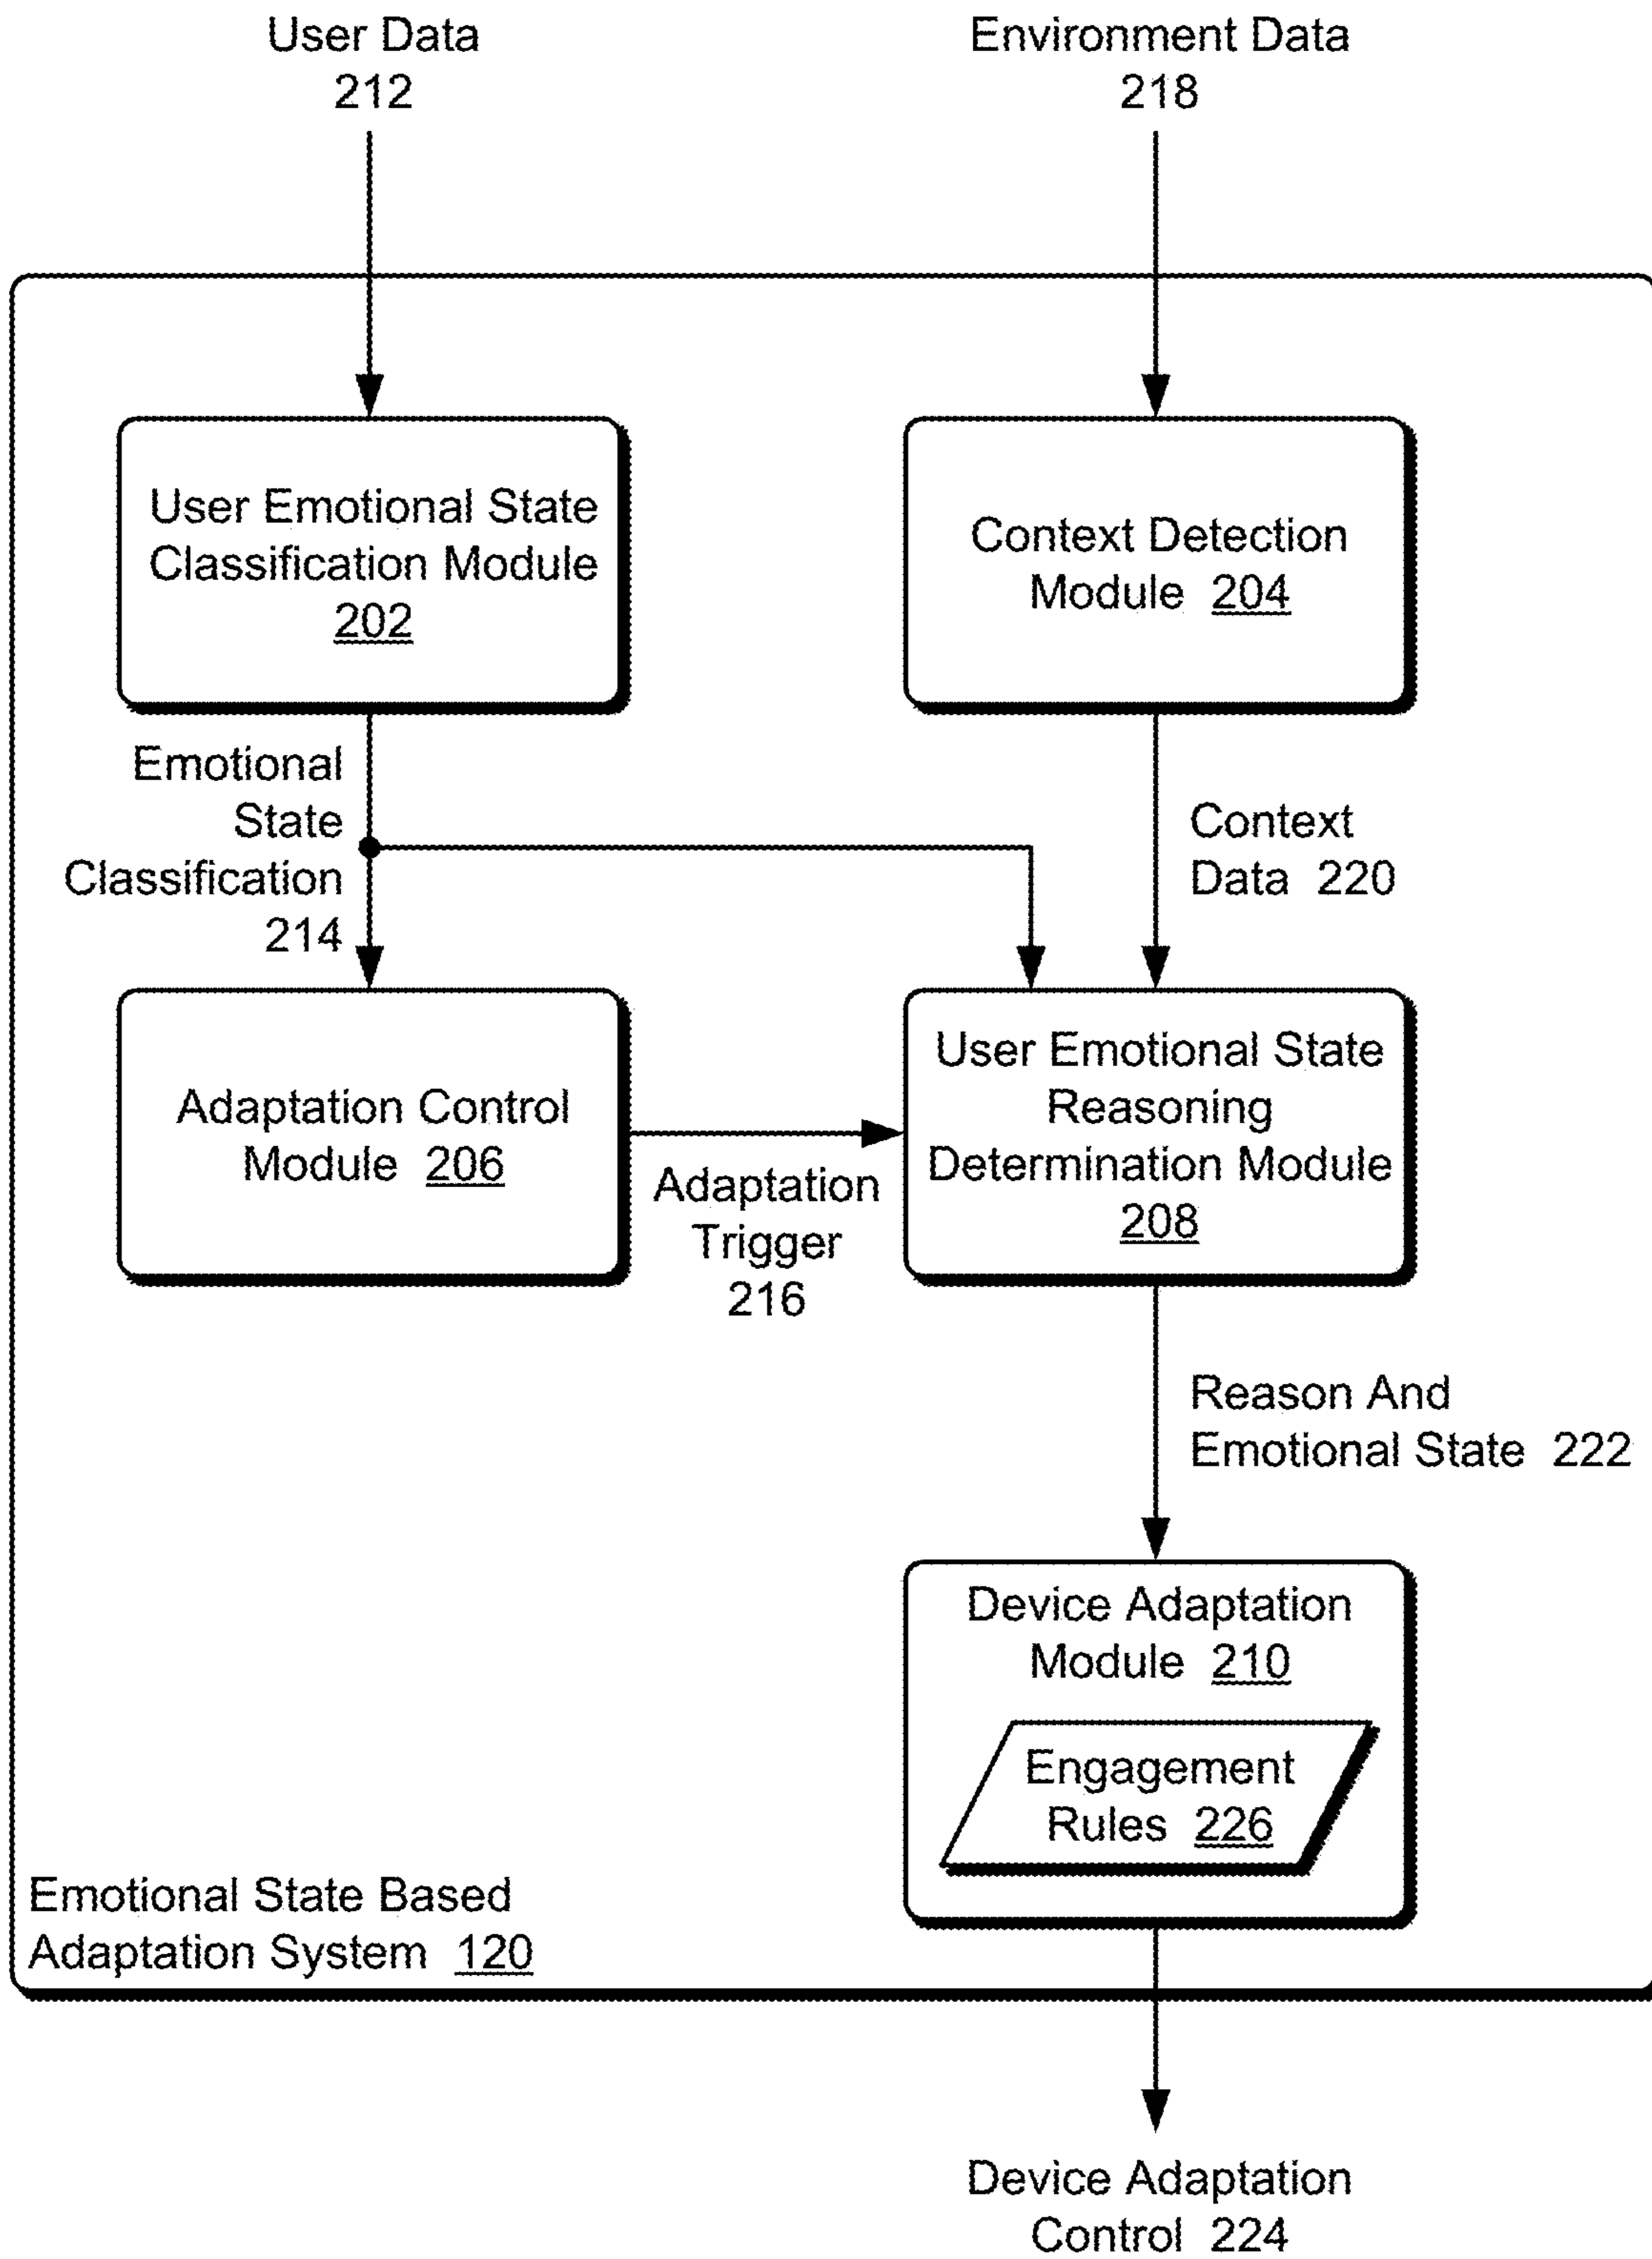 User Data
212
Environment Data
218
User Emotional State
Classification Module
202
Context Detection
Module 204
Emotional
State
Classification
214
Context
Data 220
Adaptation Control
Module 206
Adaptation
Trigger
216
User Emotional State
Reasoning
Determination Module
208
Reason And
Emotional State 222
Device Adaptation
Module 210
Engagement
Rules 226
Emotional State Based
Adaptation System 120
Device Adaptation
Control 224